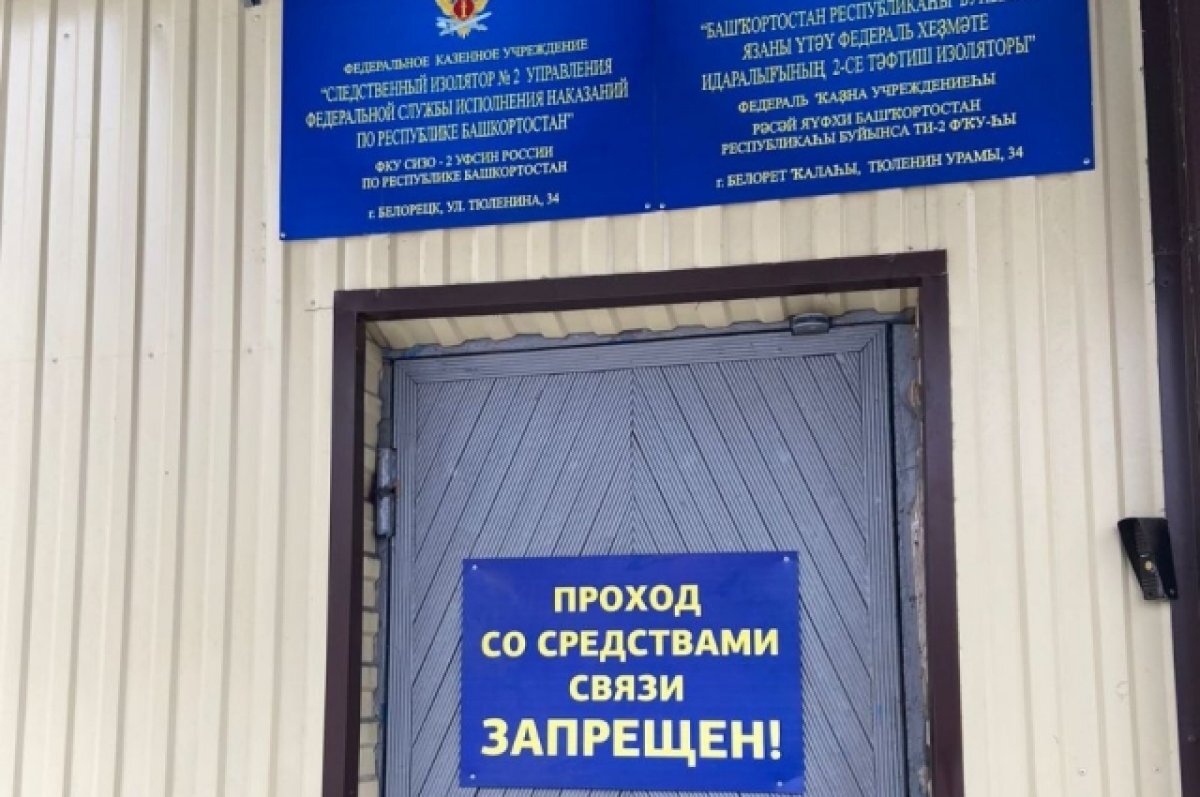 ФЕДЕРАЛЬНОЕ КАЗЕННОЕ УЧРЕЖДЕНИЕ
"СЛЕДСТВЕННЫЙ ИЗОЛЯТОР № 2 УПРАВЛЕНИЯ
ФЕДЕРАЛЬНОЙ СЛУЖБЫ ИСПОЛНЕНИЯ НАКАЗАНИЙ
ПО РЕСПУБЛИКЕ БАШКОРТОСТАН"
ФКУ СИЗО - 2 УФСИН РОССИИ
ПО РЕСПУБЛИКЕ БАШКОРТОСТАН
г. БЕЛОРЕЦК, УЛ. ТЮЛЕНИНА, 34
"БАШҠОРТОСТАН РЕСПУБЛИКАҺЫ
ЯЗАНЫ ҮТӘҮ ФЕДЕРАЛЬ ХЕҘМӘТЕ
ИДАРАЛЫҒЫНЫҢ 2-СЕ ТӘФТИШ ИЗОЛЯТОРЫ"
ФЕДЕРАЛЬ ҠАҘНА УЧРЕЖДЕНИЕҺЫ
РӘСӘЙ ЯҮФХИ БАШҠОРТОСТАН
РЕСПУБЛИКАҺЫ БУЙЫНСА ТИ-2 ФҠУ-ҺЫ
г. БЕЛОРЕТ ҠАЛАҺЫ, ТЮЛЕНИН УРАМЫ, 34
ПРОХОД
СО СРЕДСТВАМИ
СВЯЗИ
ЗАПРЕЩЕН!